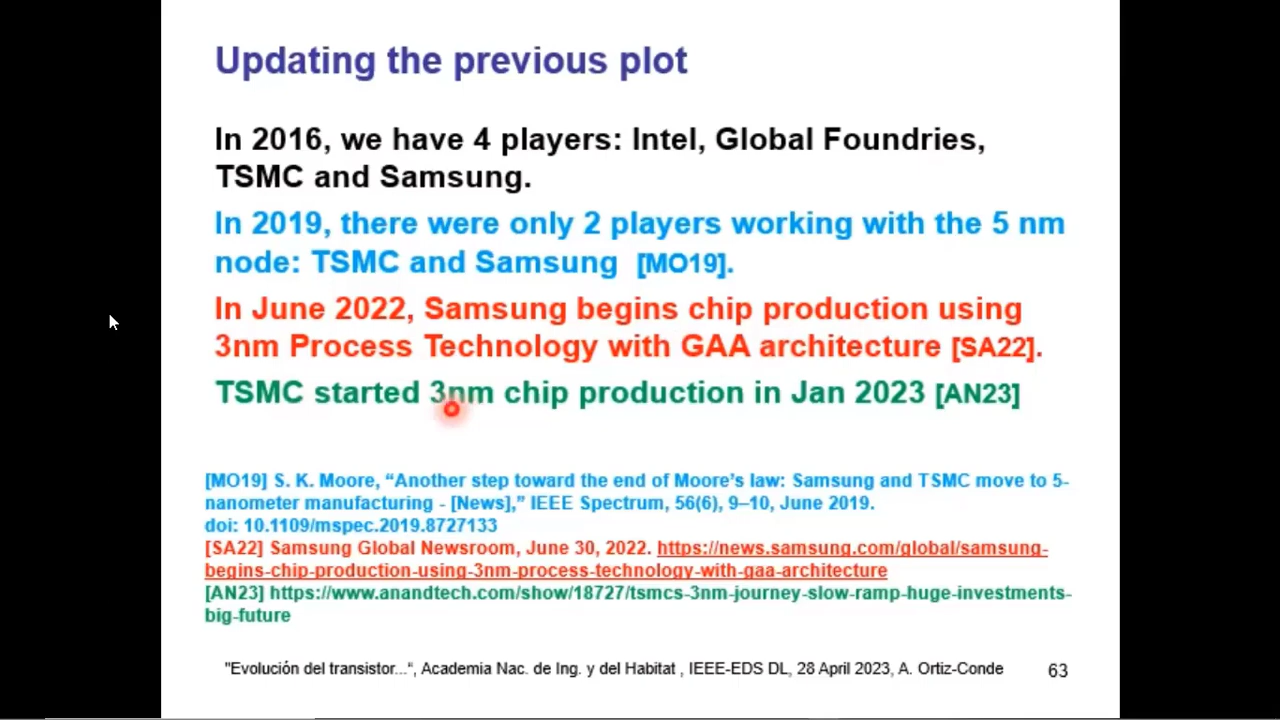 Updating the previous plot
In 2016, we have 4 players: Intel, Global Foundries,
TSMC and Samsung.
In 2019, there were only 2 players working with the 5 nm
node: TSMC and Samsung [MO19].
In June 2022, Samsung begins chip production using
3nm Process Technology with GAA architecture [SA22].
TSMC started 3nm chip production in Jan 2023 [AN23]
[MO19] S. K. Moore, “Another step toward the end of Moore’s law: Samsung and TSMC move to 5-
nanometer manufacturing - [News],” IEEE Spectrum, 56(6), 9–10, June 2019.
doi: 10.1109/mspec.2019.8727133
[SA22] Samsung Global Newsroom, June 30, 2022. https://news.samsung.com/global/samsung-
begins-chip-production-using-3nm-process-technology-with-gaa-architecture
[AN23] https://www.anandtech.com/show/18727/tsmcs-3nm-journey-slow-ramp-huge-investments-
big-future
"Evolución del transistor...“, Academia Nac. de Ing. y del Habitat , IEEE-EDS DL, 28 April 2023, A. Ortiz-Conde
63